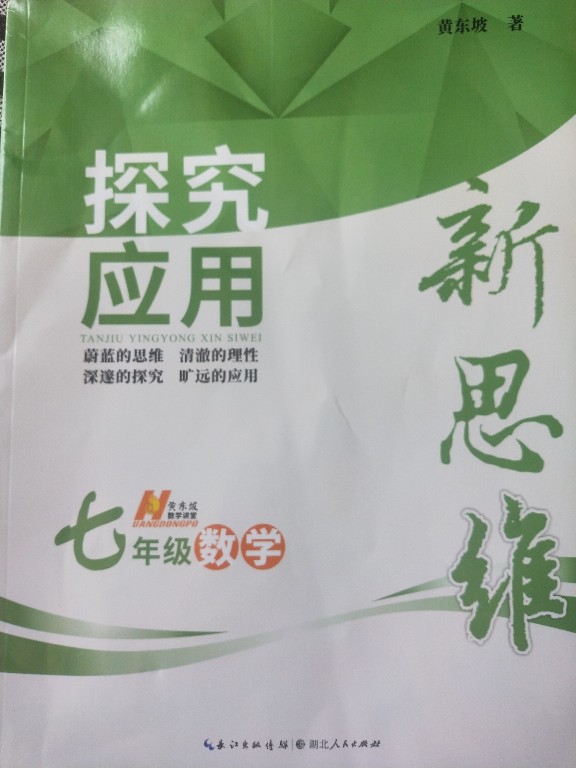 黄东坡 著
探究
应用
TANJIU YINGYONG XIN SIWEI
蔚蓝的思维 清澈的理性
深邃的探究 旷远的应用
新思维
黄东坡
数学讲堂
HUANGDONGPO
七年级数学
长江出版传媒 湖北人民出版社